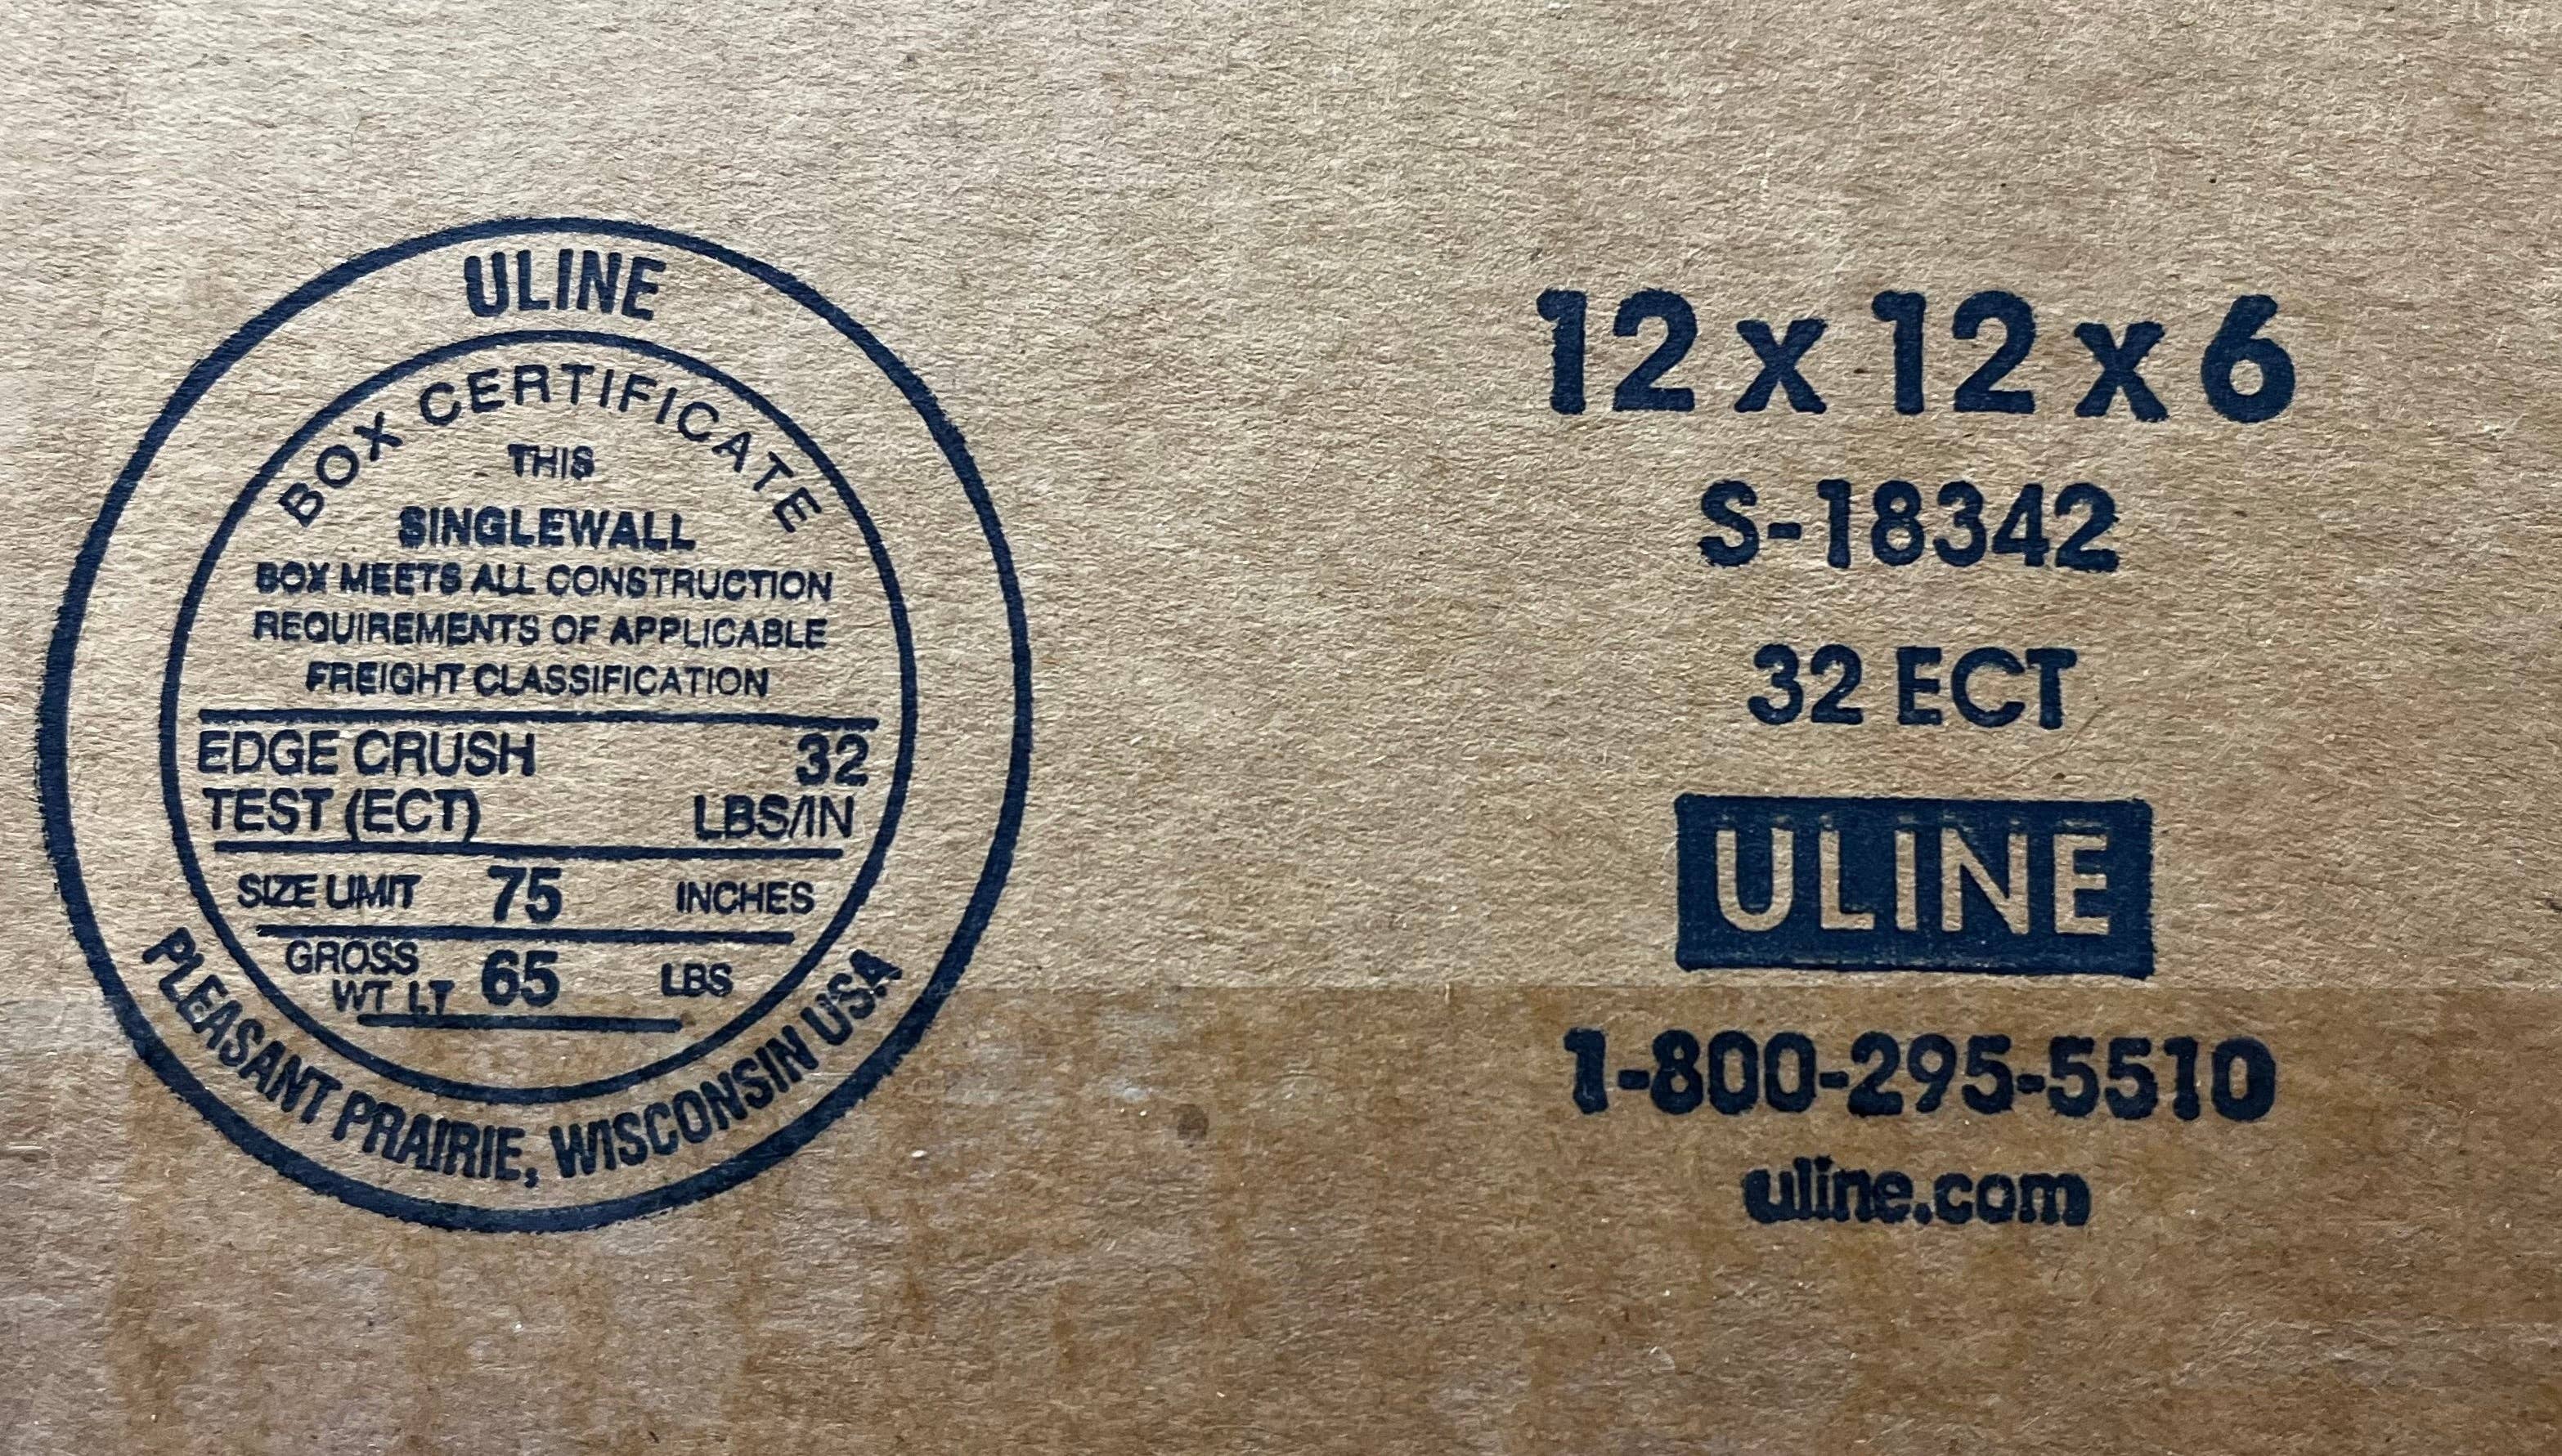 ULINE
BOX CERTIFICATE
THIS
SINGLEWALL
BOX MEETS ALL CONSTRUCTION
REQUIREMENTS OF APPLICABLE
FREIGHT CLASSIFICATION
EDGE CRUSH 32
TEST (ECT) LBS/IN
SIZE LIMIT 75 INCHES
GROSS
WT LT 65 LBS
PLEASANT PRAIRIE, WISCONSIN USA
12 x 12 x 6
S-18342
32 ECT
ULINE
1-800-295-5510
uline.com